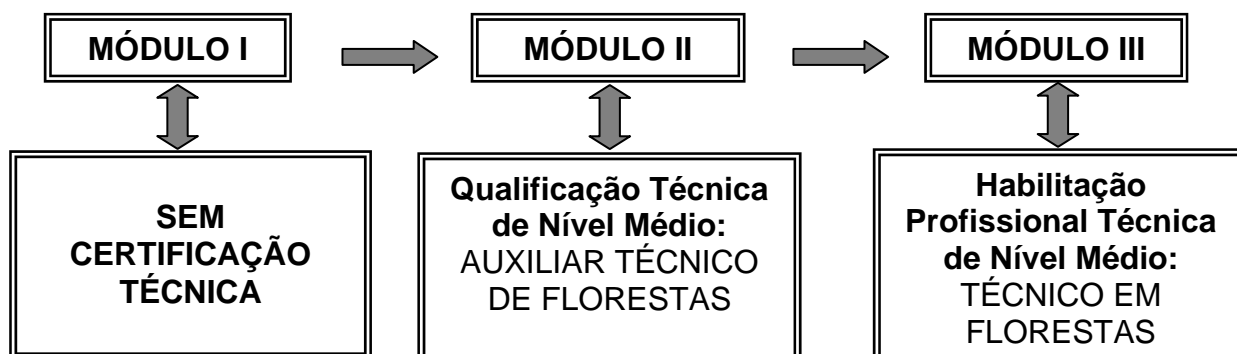 MÓDULO I
MÓDULO II
MÓDULO III
SEM
CERTIFICAÇÃO
TÉCNICA
Qualificação Técnica
de Nível Médio:
AUXILIAR TÉCNICO
DE FLORESTAS
Habilitação
Profissional Técnica
de Nível Médio:
TÉCNICO EM
FLORESTAS